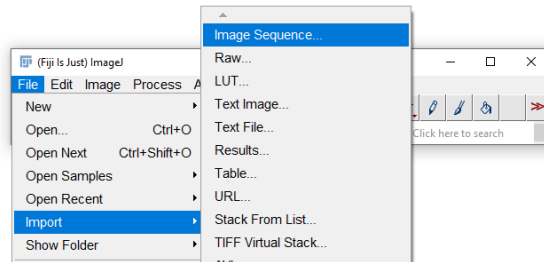 Image Sequence...
(Fiji Is Just) ImageJ
Raw...
File Edit Image Process
LUT...
New
Text Image...
Open... Ctrl+O
Text File...
Click here to search
Open Next Ctrl+Shift+O
Results...
Open Samples
Table...
Open Recent
URL...
Import
Stack From List...
Show Folder
TIFF Virtual Stack...